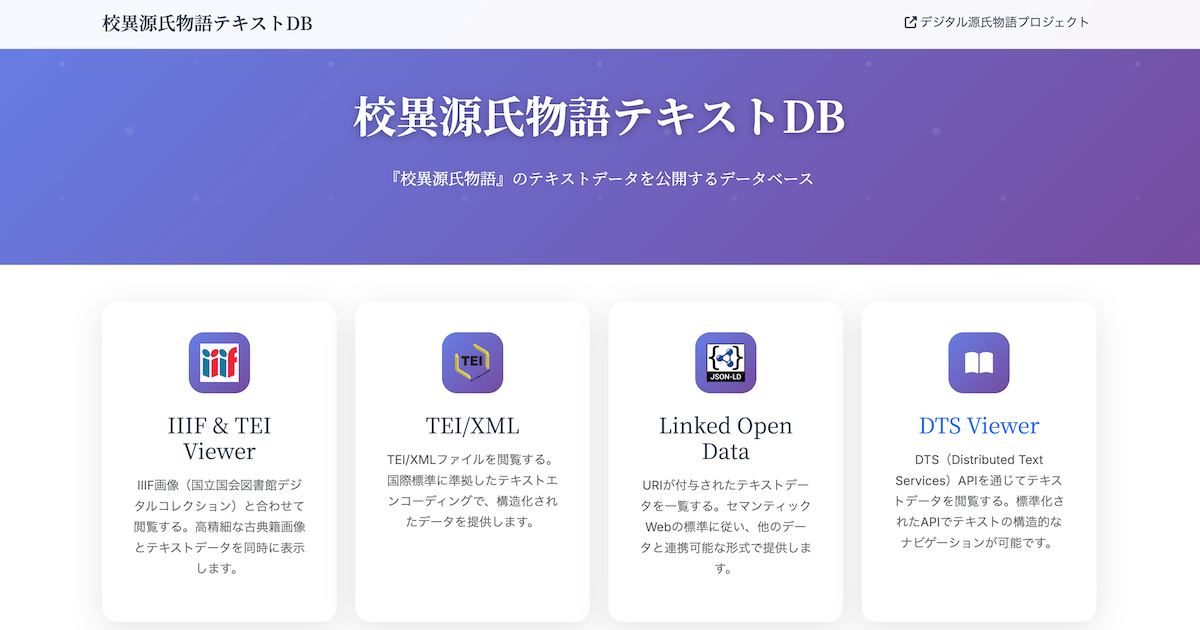 校異源氏物語テキストDB
デジタル源氏物語プロジェクト
校異源氏物語テキストDB
『校異源氏物語』のテキストデータを公開するデータベース
iiif
IIIF & TEI
Viewer
IIIF画像（国立国会図書館デジ
タルコレクション）と合わせて
閲覧する。高精細な古典籍画像
とテキストデータを同時に表示
します。
TEI
TEI/XML
TEI/XMLファイルを閲覧する。
国際標準に準拠したテキストエ
ンコーディングで、構造化され
たデータを提供します。
JSON-LD
Linked Open
Data
URIが付与されたテキストデー
タを一覧する。セマンティック
Webの標準に従い、他のデー
タと連携可能な形式で提供しま
す。
DTS Viewer
DTS（Distributed Text
Services）APIを通じてテキス
トデータを閲覧する。標準化さ
れたAPIでテキストの構造的な
ナビゲーションが可能です。